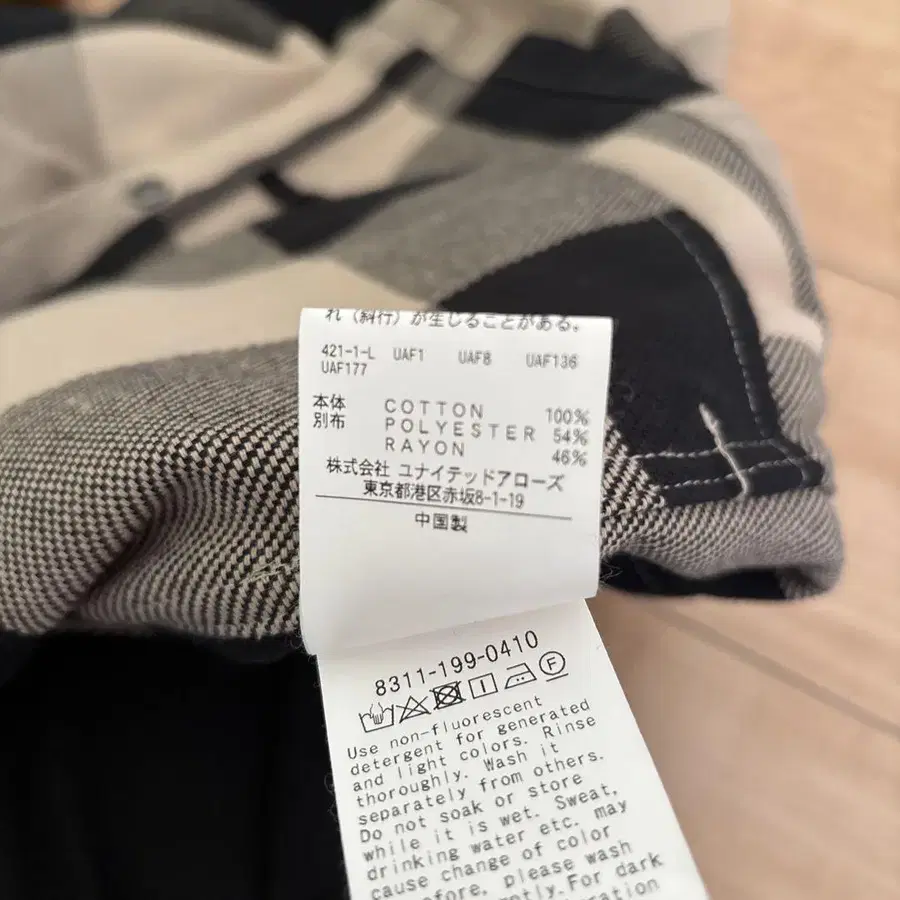 れ（斜行）が生じることがある。
421-1-L UAF1 UAF8 UAF136
UAF177
本体 COTTON 100%
別布 POLYESTER 54%
RAYON 46%
株式会社 ユナイテッドアローズ
東京都港区赤坂8-1-19
中国製
8311-199-0410
Use non-fluorescent
detergent for generated
and light colors. Rinse
thoroughly. Wash it
separately from others.
Do not soak or store
while it is wet. Sweat,
drinking water etc. may
cause change of color
please wash
For dark